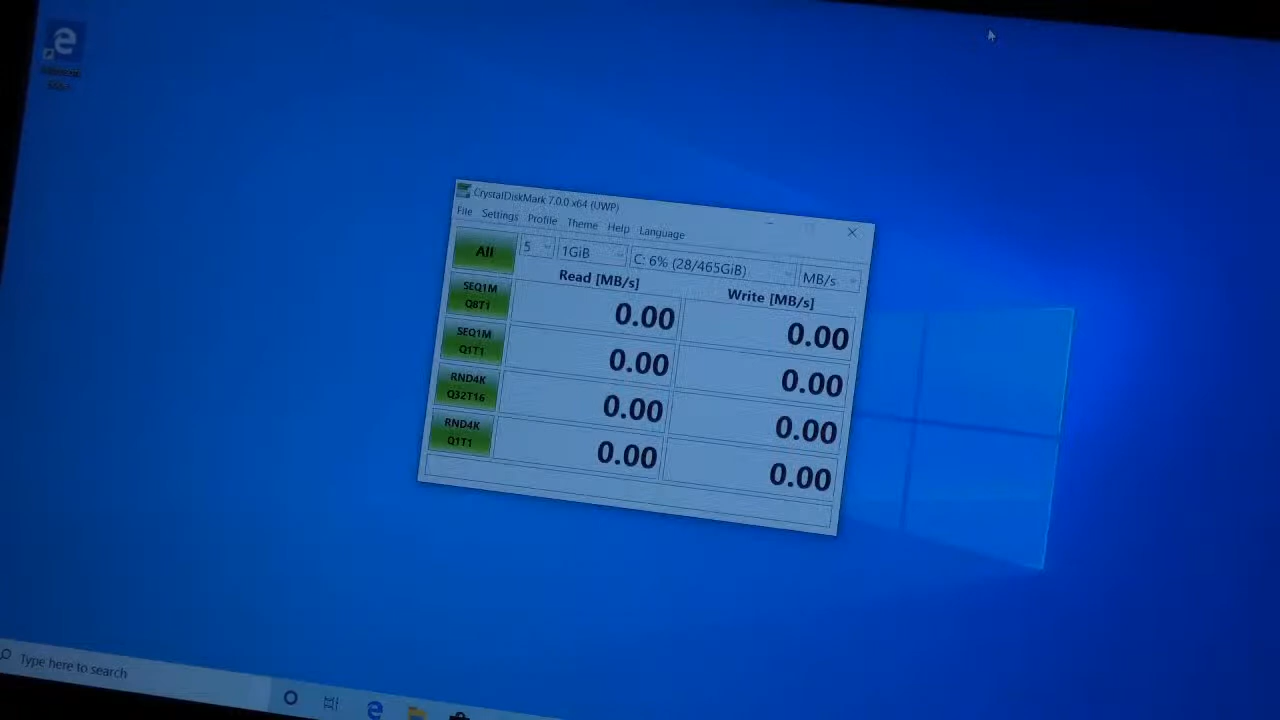 Microsoft
Edge
CrystalDiskMark 7.0.0 x64 (UWP)
File Settings Profile Theme Help Language
All 5 1GiB C: 6% (28/465GiB) MB/s
Read [MB/s] Write [MB/s]
SEQ1M
Q8T1
0.00 0.00
SEQ1M
Q1T1
0.00 0.00
RND4K
Q32T16
0.00 0.00
RND4K
Q1T1
0.00 0.00
Type here to search